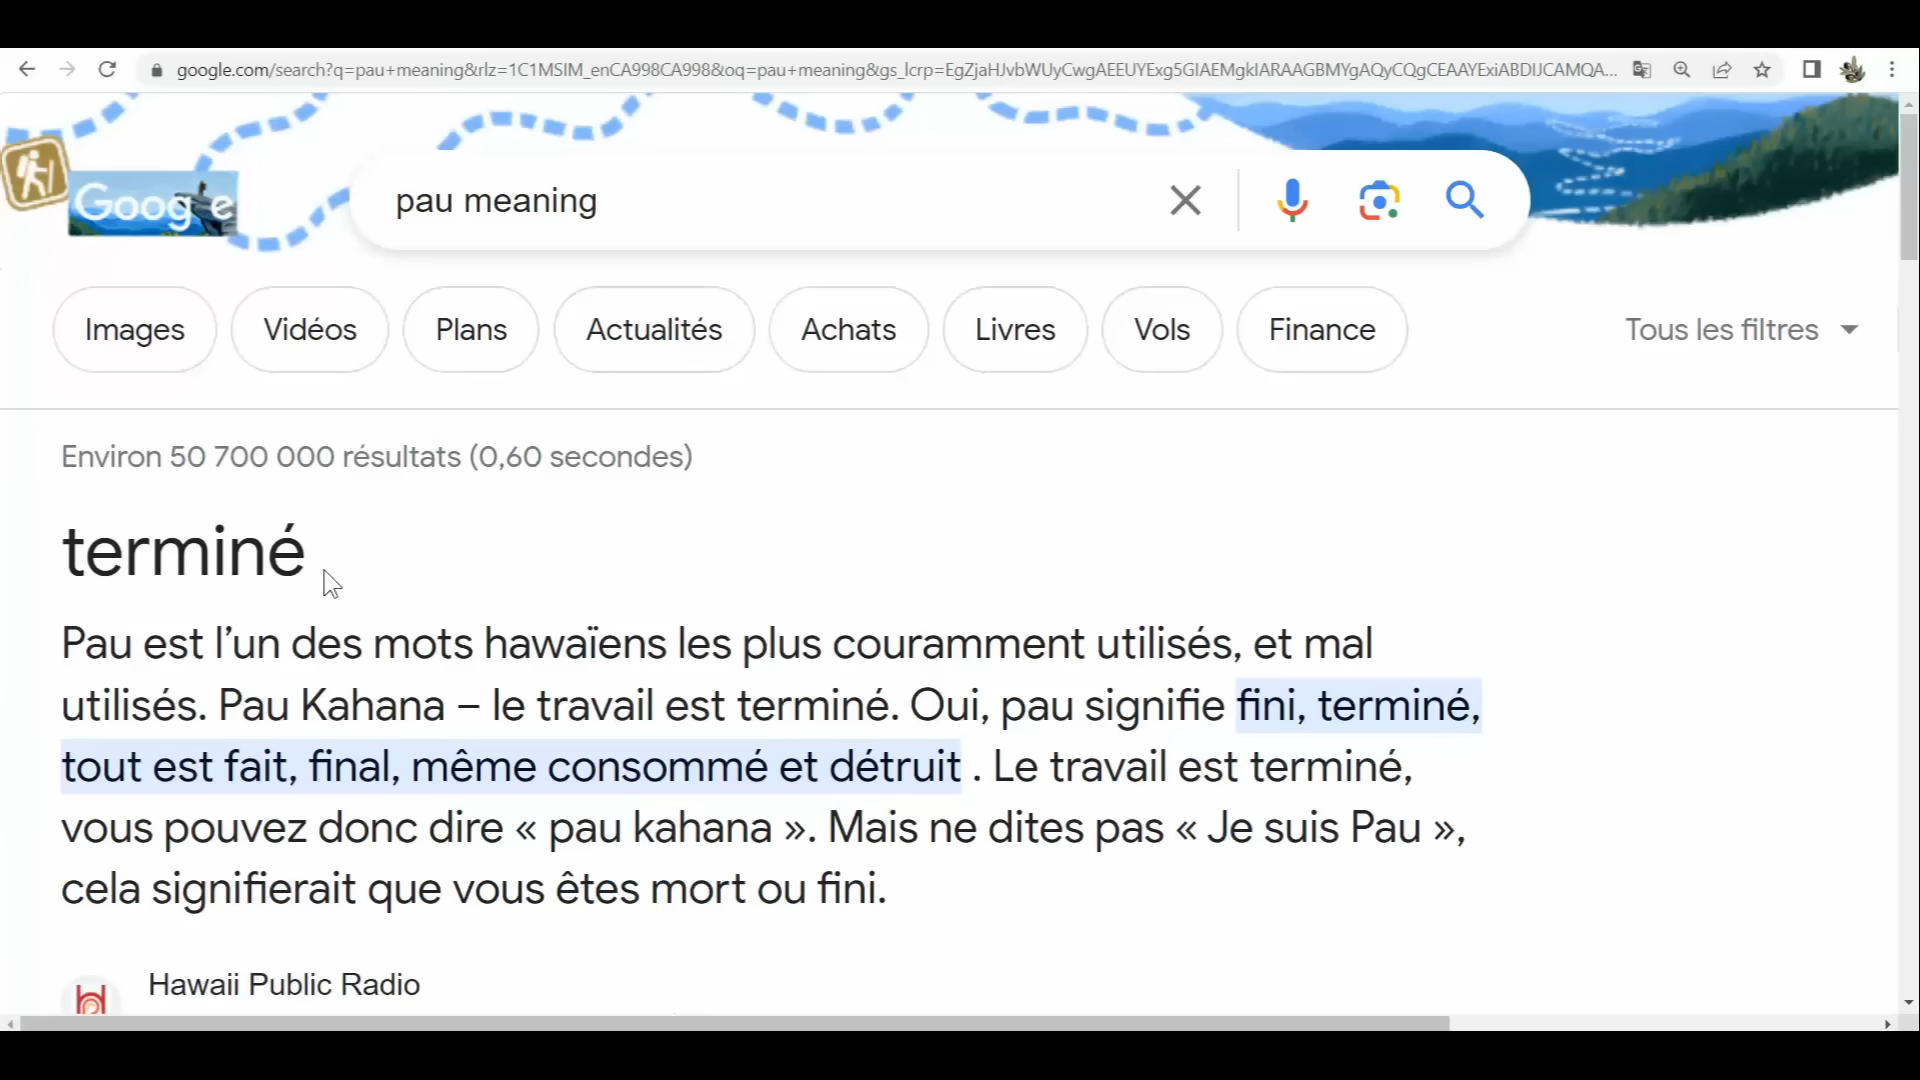 google.com/search?q=pau+meaning&rlz=1C1MSIM_enCA998CA998&oq=pau+meaning&gs_lcrp=EgZjaHJvbWUyCwgAEEUYExg5GIAEMgkIARAAGBMYgAQyCQgCEAAYExiABDIJCAMQA...
Goog e
pau meaning
Images Vidéos Plans Actualités Achats Livres Vols Finance Tous les filtres
Environ 50 700 000 résultats (0,60 secondes)
terminé
Pau est l’un des mots hawaïens les plus couramment utilisés, et mal
utilisés. Pau Kahana – le travail est terminé. Oui, pau signifie fini, terminé,
tout est fait, final, même consommé et détruit . Le travail est terminé,
vous pouvez donc dire « pau kahana ». Mais ne dites pas « Je suis Pau »,
cela signifierait que vous êtes mort ou fini.
Hawaii Public Radio